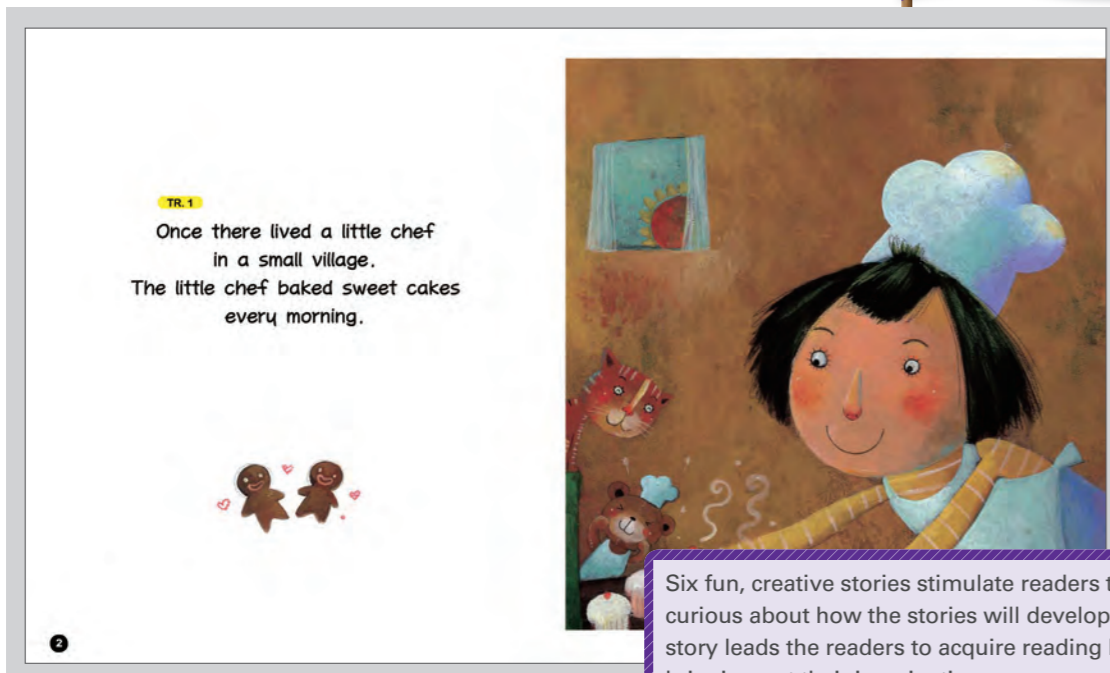 TR. 1
Once there lived a little chef
in a small village.
The little chef baked sweet cakes
every morning.
2
Six fun, creative stories stimulate readers
curious about how the stories will develop
story leads the readers to acquire reading